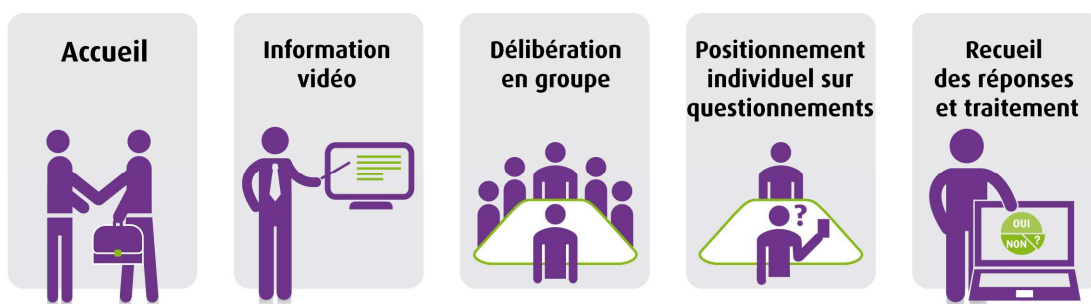 Accueil
Information
vidéo
Délibération
en groupe
Positionnement
individuel sur
questionnements
?
Recueil
des réponses
et traitement
OUI
NON
?